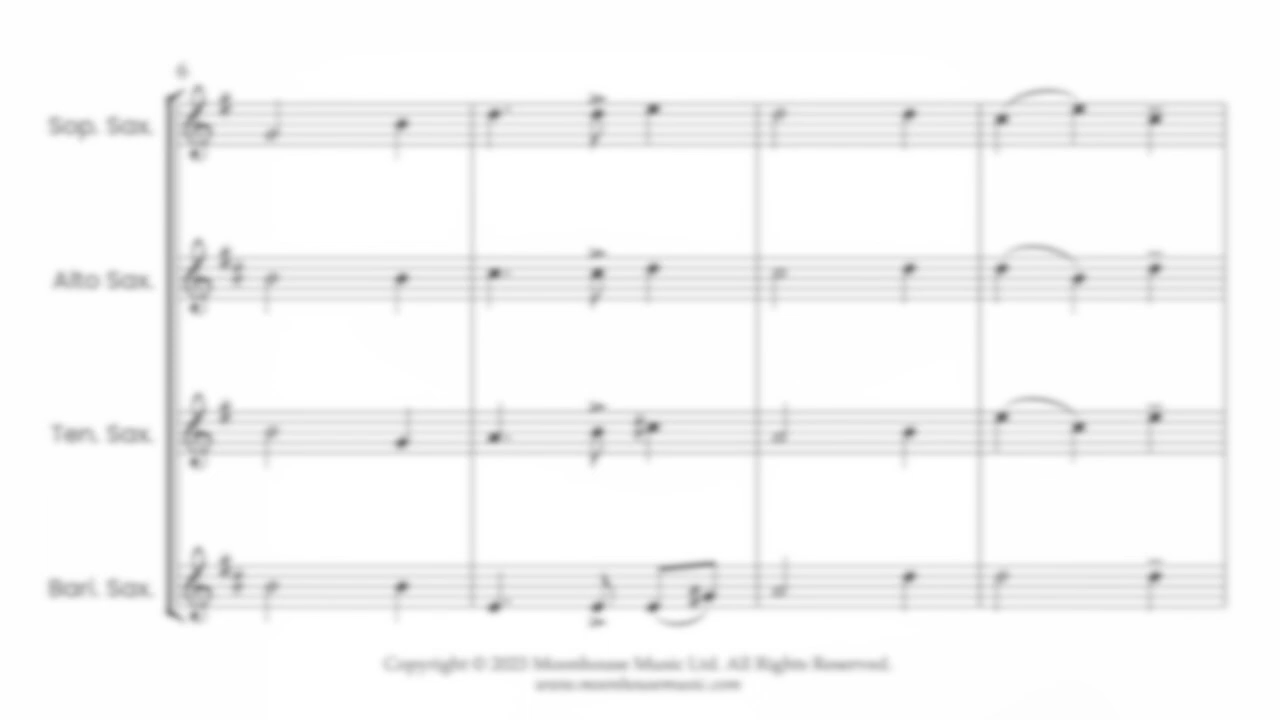 6
Sop. Sax.
Alto Sax.
Ten. Sax.
Bari. Sax.
Copyright © 2023 Moonhouse Music Ltd. All Rights Reserved.
www.moonhousemusic.com